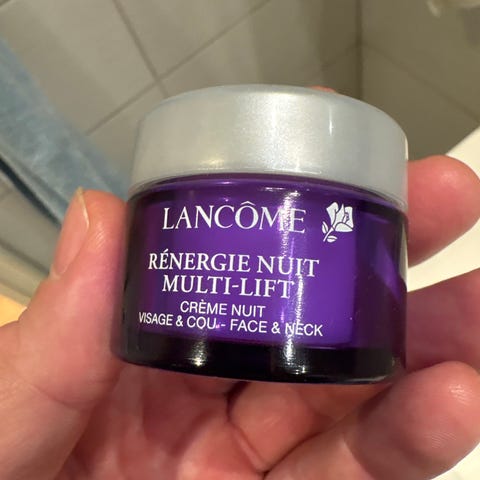 LANCÔME
RÉNERGIE NUIT
MULTI-LIFT
CRÈME NUIT
VISAGE & COU - FACE & NECK